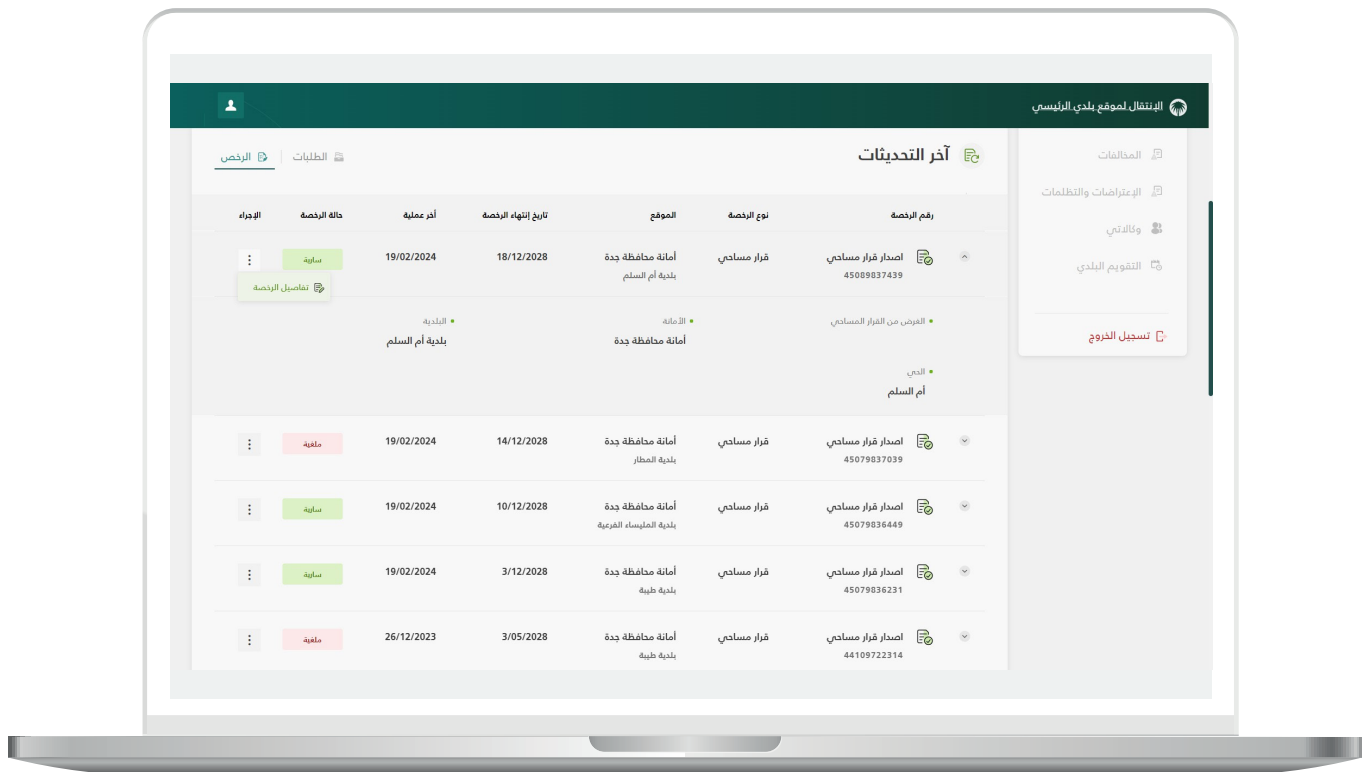 الإنتقال لموقع بلدي الرئيسي
المخالفات
الإعتراضات والتظلمات
وكالاتي
التقويم البلدي
تسجيل الخروج
آخر التحديثات
الطلبات
الرخص
رقم الرخصة نوع الرخصة الموقع تاريخ إنتهاء الرخصة أخر عملية حالة الرخصة الإجراء
اصدار قرار مساحي قرار مساحي أمانة محافظة جدة 18/12/2028 19/02/2024 سارية
45089837439 بلدية أم السلم
تفاصيل الرخصة
الغرض من القرار المساحي الأمانة البلدية
أمانة محافظة جدة بلدية أم السلم
الحي
أم السلم
اصدار قرار مساحي قرار مساحي أمانة محافظة جدة 14/12/2028 19/02/2024 ملغية
45079837039 بلدية المطار
اصدار قرار مساحي قرار مساحي أمانة محافظة جدة 10/12/2028 19/02/2024 سارية
45079836449 بلدية المليساء الفرعية
اصدار قرار مساحي قرار مساحي أمانة محافظة جدة 3/12/2028 19/02/2024 سارية
45079836231 بلدية طيبة
اصدار قرار مساحي قرار مساحي أمانة محافظة جدة 3/05/2028 26/12/2023 ملغية
44109722314 بلدية طيبة